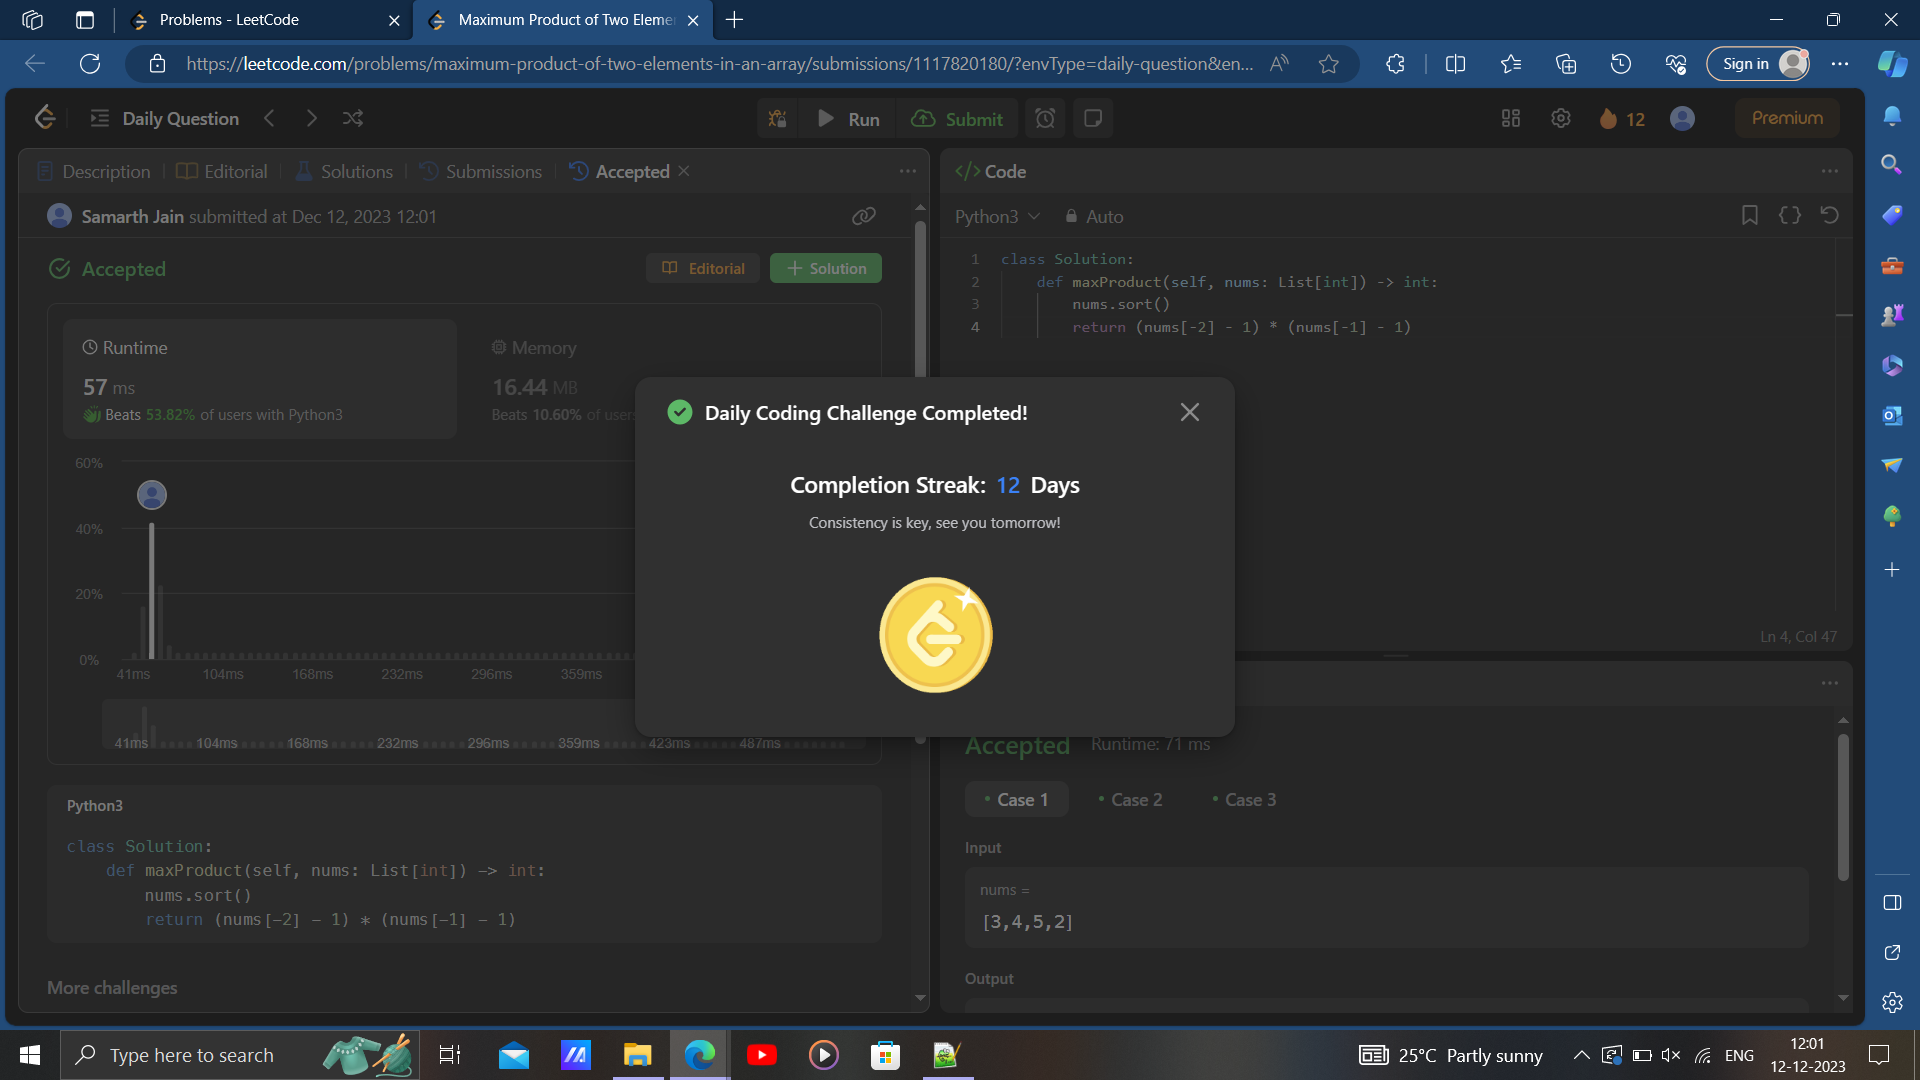 Problems - LeetCode
Maximum Product of Two Eleme
https://leetcode.com/problems/maximum-product-of-two-elements-in-an-array/submissions/1117820180/?envType=daily-question&en...
Sign in
Daily Question
Run
Submit
12
Premium
Description
Editorial
Solutions
Submissions
Accepted
Samarth Jain submitted at Dec 12, 2023 12:01
Accepted
Editorial
Solution
Runtime
57 ms
Beats 53.82% of users with Python3
Memory
16.44 MB
Beats 10.60% of users
60%
40%
20%
0%
41ms 104ms 168ms 232ms 296ms 359ms
41ms 104ms 168ms 232ms 296ms 359ms 423ms 487ms
Python3
class Solution:
def maxProduct(self, nums: List[int]) -> int:
nums.sort()
return (nums[-2] - 1) * (nums[-1] - 1)
More challenges
</> Code
Python3
Auto
1 class Solution:
2 def maxProduct(self, nums: List[int]) -> int:
3 nums.sort()
4 return (nums[-2] - 1) * (nums[-1] - 1)
Ln 4, Col 47
Daily Coding Challenge Completed!
Completion Streak: 12 Days
Consistency is key, see you tomorrow!
Accepted Runtime: 71 ms
Case 1
Case 2
Case 3
Input
nums =
[3,4,5,2]
Output
Type here to search
25°C Partly sunny
ENG
12:01
12-12-2023